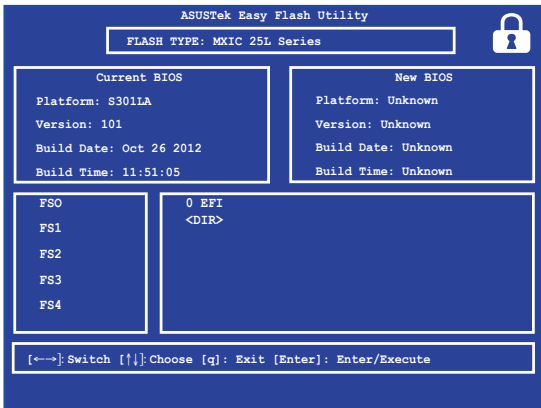 ASUSTek Easy Flash Utility
FLASH TYPE: MXIC 25L Series
Current BIOS
Platform: S301LA
Version: 101
Build Date: Oct 26 2012
Build Time: 11:51:05
New BIOS
Platform: Unknown
Version: Unknown
Build Date: Unknown
Build Time: Unknown
FSO
FS1
FS2
FS3
FS4
0 EFI
<DIR>
[←→]: Switch [↑↓]: Choose [q]: Exit [Enter]: Enter/Execute